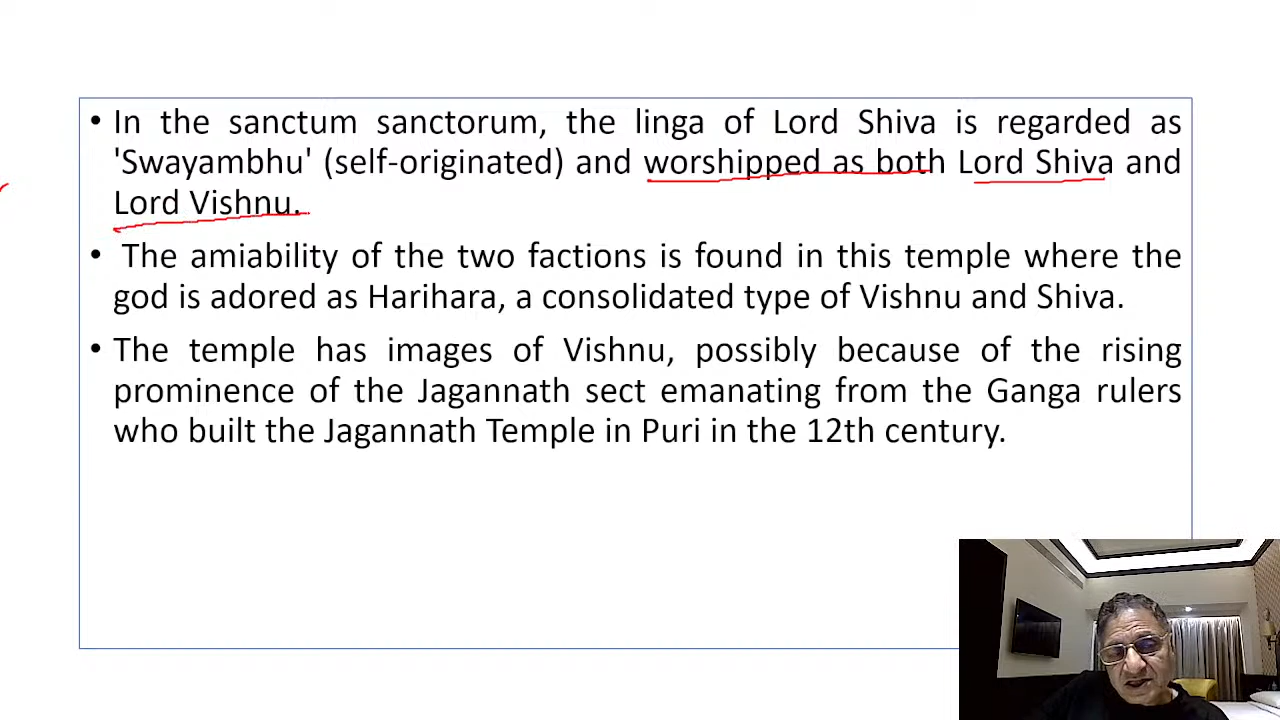 • In the sanctum sanctorum, the linga of Lord Shiva is regarded as
'Swayambhu' (self-originated) and worshipped as both Lord Shiva and
Lord Vishnu.
• The amiability of the two factions is found in this temple where the
god is adored as Harihara, a consolidated type of Vishnu and Shiva.
• The temple has images of Vishnu, possibly because of the rising
prominence of the Jagannath sect emanating from the Ganga rulers
who built the Jagannath Temple in Puri in the 12th century.